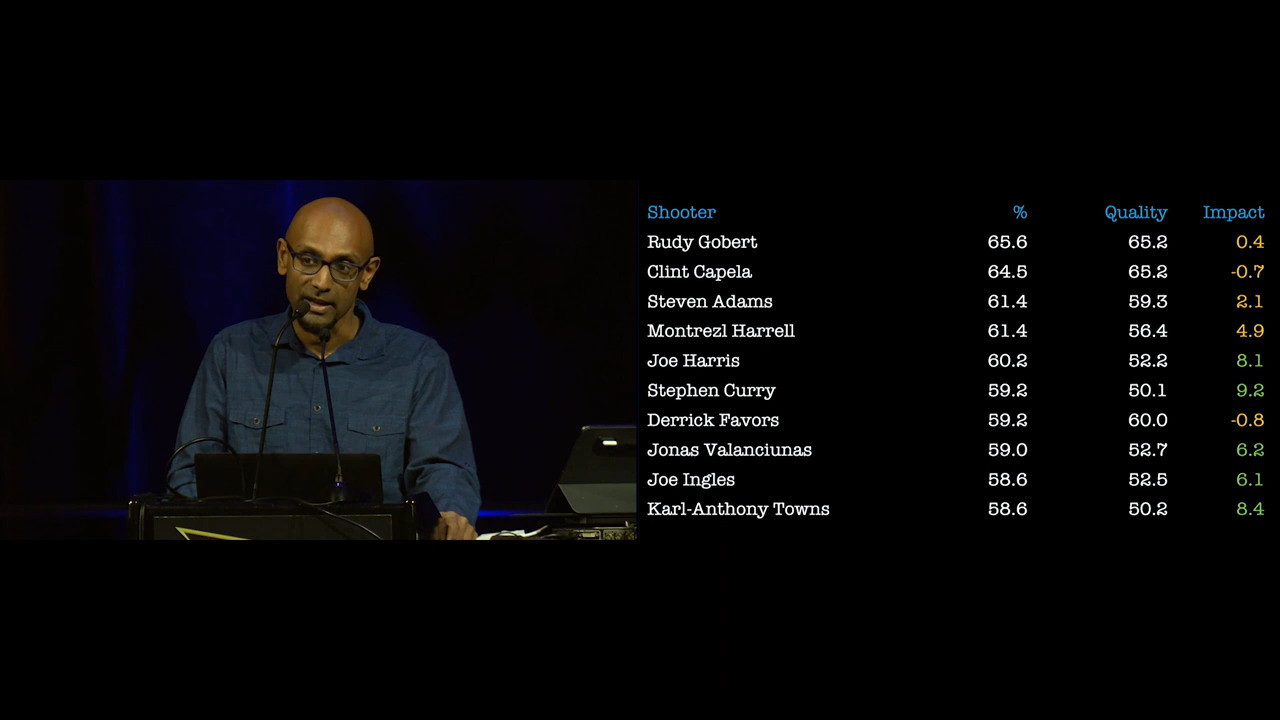 Shooter % Quality Impact
Rudy Gobert 65.6 65.2 0.4
Clint Capela 64.5 65.2 -0.7
Steven Adams 61.4 59.3 2.1
Montrezl Harrell 61.4 56.4 4.9
Joe Harris 60.2 52.2 8.1
Stephen Curry 59.2 50.1 9.2
Derrick Favors 59.2 60.0 -0.8
Jonas Valanciunas 59.0 52.7 6.2
Joe Ingles 58.6 52.5 6.1
Karl-Anthony Towns 58.6 50.2 8.4